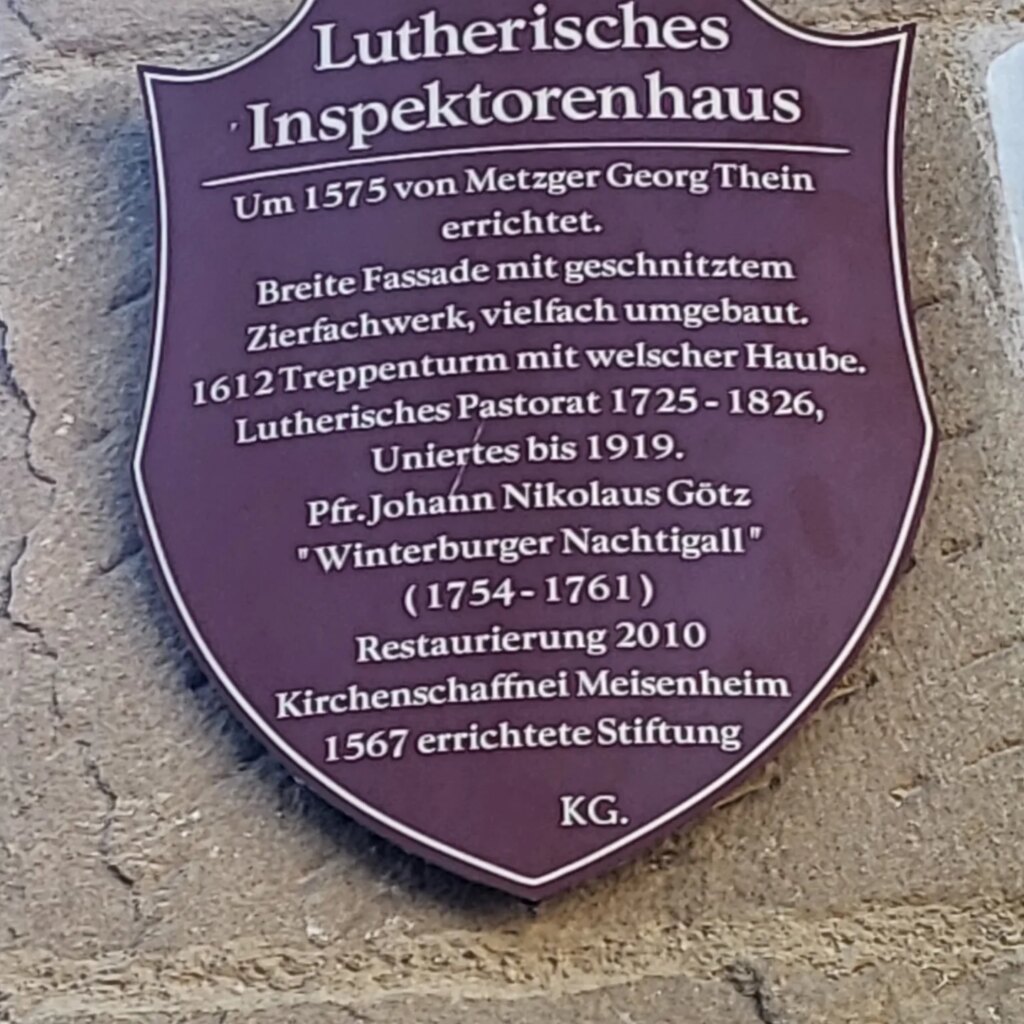 Lutherisches
Inspektorenhaus
Um 1575 von Metzger Georg Thein
errichtet.
Breite Fassade mit geschnitztem
Zierfachwerk, vielfach umgebaut.
1612 Treppenturm mit welscher Haube.
Lutherisches Pastorat 1725 - 1826,
Uniertes bis 1919.
Pfr. Johann Nikolaus Götz
"Winterburger Nachtigall"
( 1754 - 1761 )
Restaurierung 2010
Kirchenschaffnei Meisenheim
1567 errichtete Stiftung
KG.